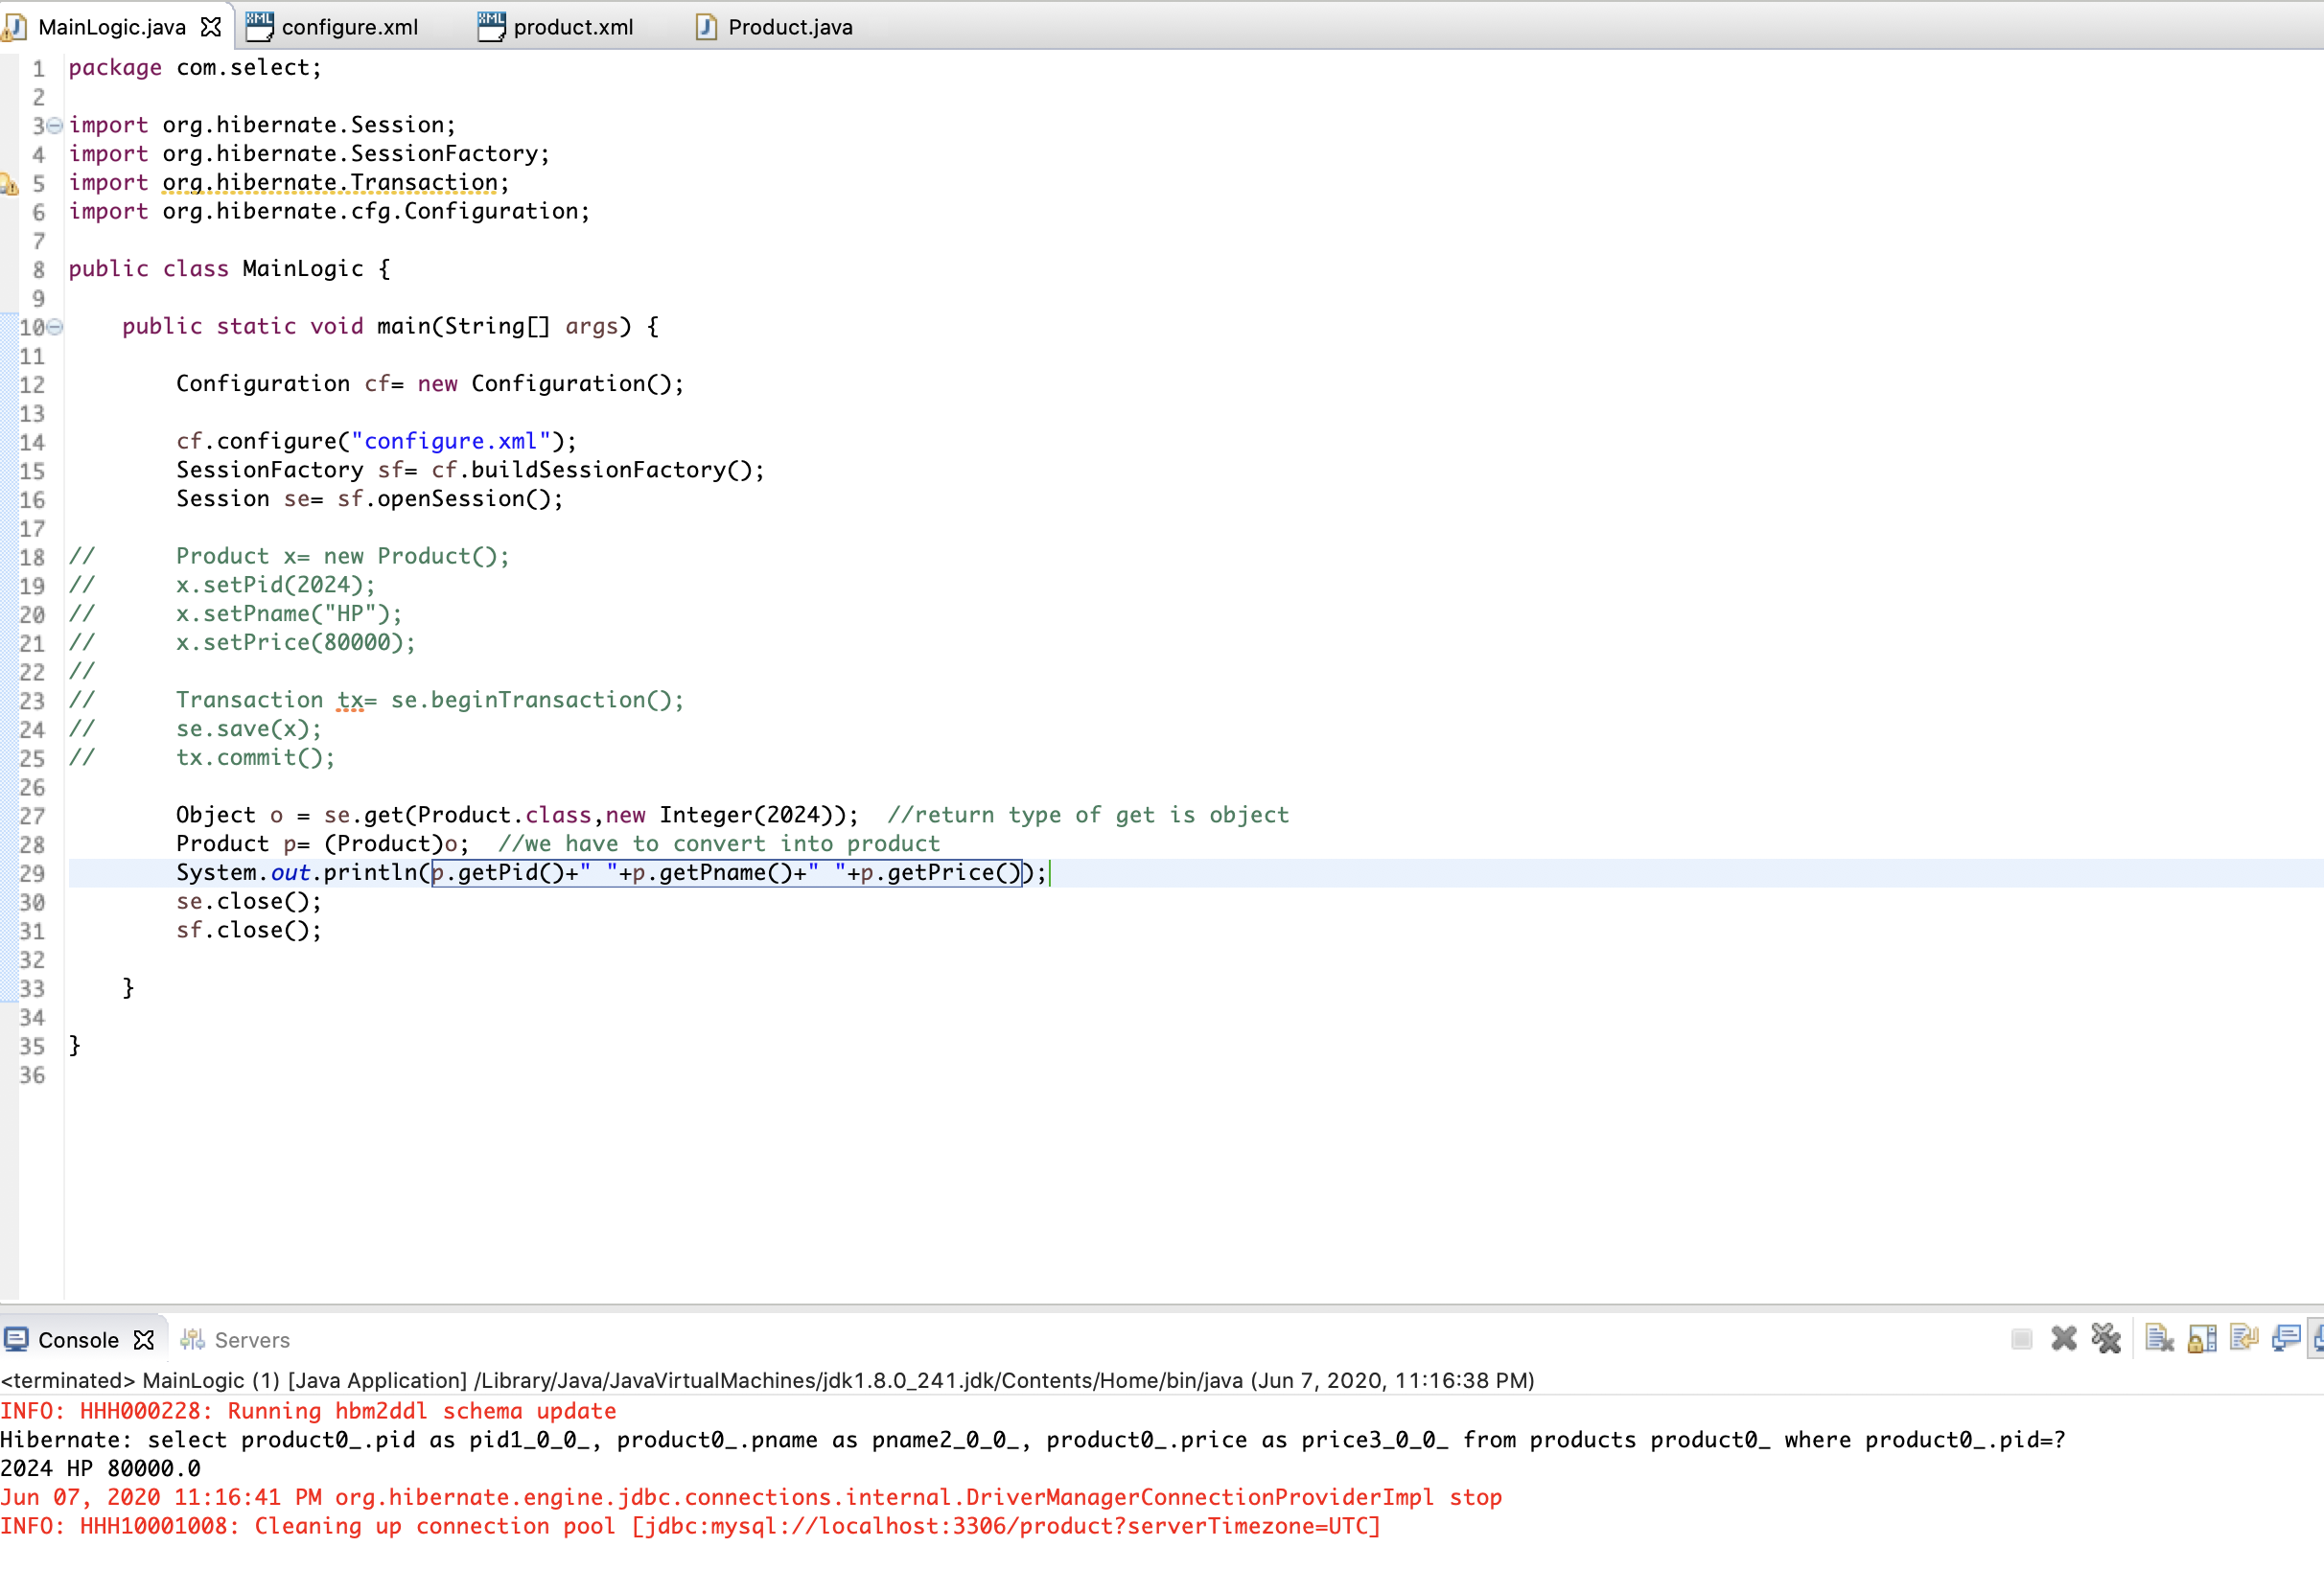 MainLogic.java configure.xml product.xml Product.java
1 package com.select;
2
3 import org.hibernate.Session;
4 import org.hibernate.SessionFactory;
5 import org.hibernate.Transaction;
6 import org.hibernate.cfg.Configuration;
7
8 public class MainLogic {
9
10     public static void main(String[] args) {
11
12         Configuration cf= new Configuration();
13
14         cf.configure("configure.xml");
15         SessionFactory sf= cf.buildSessionFactory();
16         Session se= sf.openSession();
17
18 //      Product x= new Product();
19 //      x.setPid(2024);
20 //      x.setPname("HP");
21 //      x.setPrice(80000);
22 //
23 //      Transaction tx= se.beginTransaction();
24 //      se.save(x);
25 //      tx.commit();
26
27         Object o = se.get(Product.class,new Integer(2024));  //return type of get is object
28         Product p= (Product)o;  //we have to convert into product
29         System.out.println(p.getPid()+" "+p.getPname()+" "+p.getPrice());
30         se.close();
31         sf.close();
32
33     }
34
35 }
36
Console Servers
<terminated> MainLogic (1) [Java Application] /Library/Java/JavaVirtualMachines/jdk1.8.0_241.jdk/Contents/Home/bin/java (Jun 7, 2020, 11:16:38 PM)
INFO: HHH000228: Running hbm2ddl schema update
Hibernate: select product0_.pid as pid1_0_0_, product0_.pname as pname2_0_0_, product0_.price as price3_0_0_ from products product0_ where product0_.pid=?
2024 HP 80000.0
Jun 07, 2020 11:16:41 PM org.hibernate.engine.jdbc.connections.internal.DriverManagerConnectionProviderImpl stop
INFO: HHH10001008: Cleaning up connection pool [jdbc:mysql://localhost:3306/product?serverTimezone=UTC]